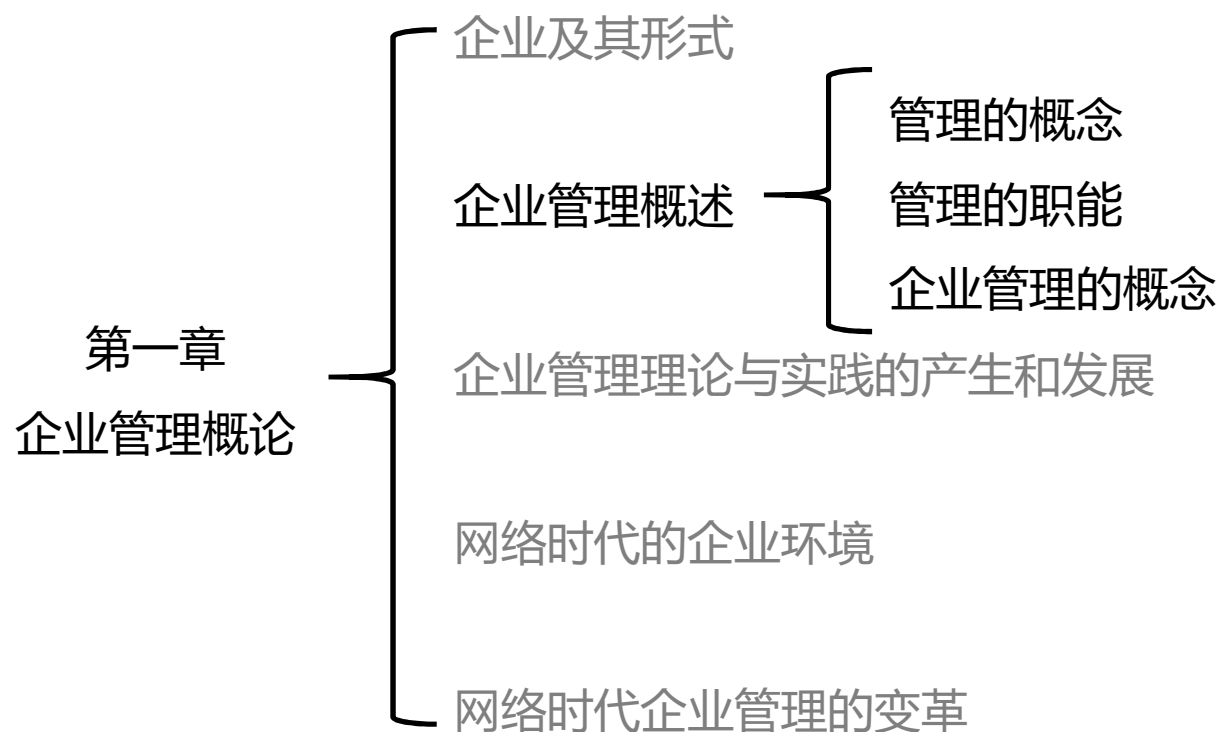 第一章
企业管理概论
企业及其形式
企业管理概述
管理的概念
管理的职能
企业管理的概念
企业管理理论与实践的产生和发展
网络时代的企业环境
网络时代企业管理的变革